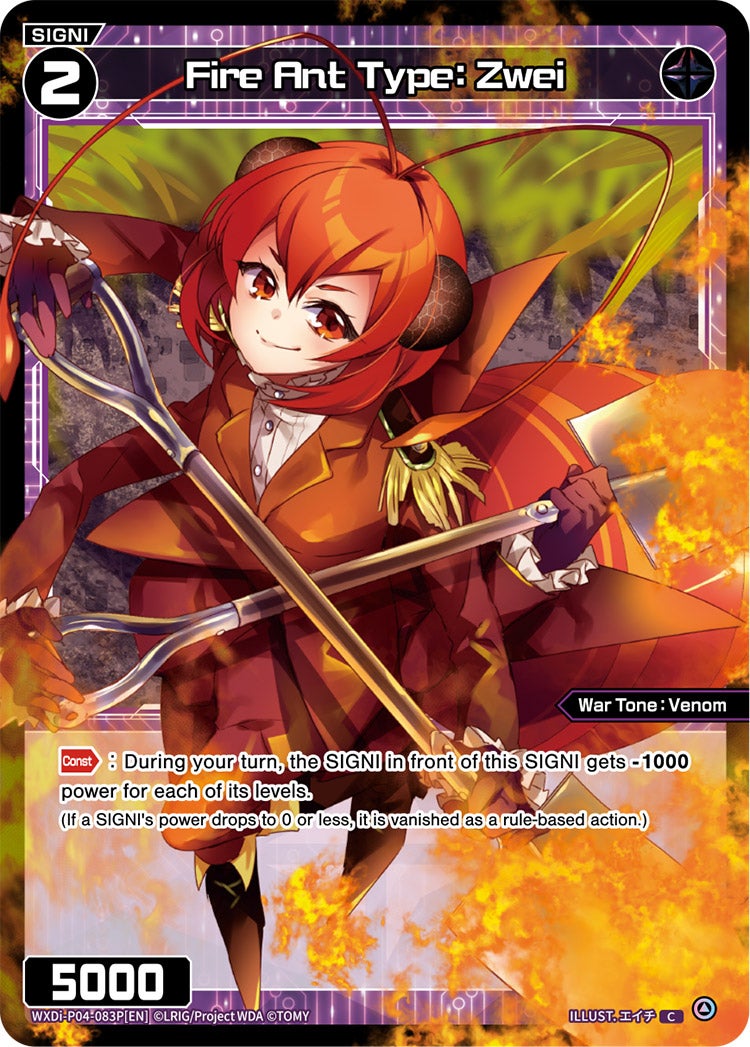 SIGNI
2
Fire Ant Type: Zwei
War Tone : Venom
Const : During your turn, the SIGNI in front of this SIGNI gets -1000
power for each of its levels.
(If a SIGNI's power drops to 0 or less, it is vanished as a rule-based action.)
5000
WXDi-P04-083P[EN] ©LRIG/Project WDA ©TOMY
ILLUST. エイチ C